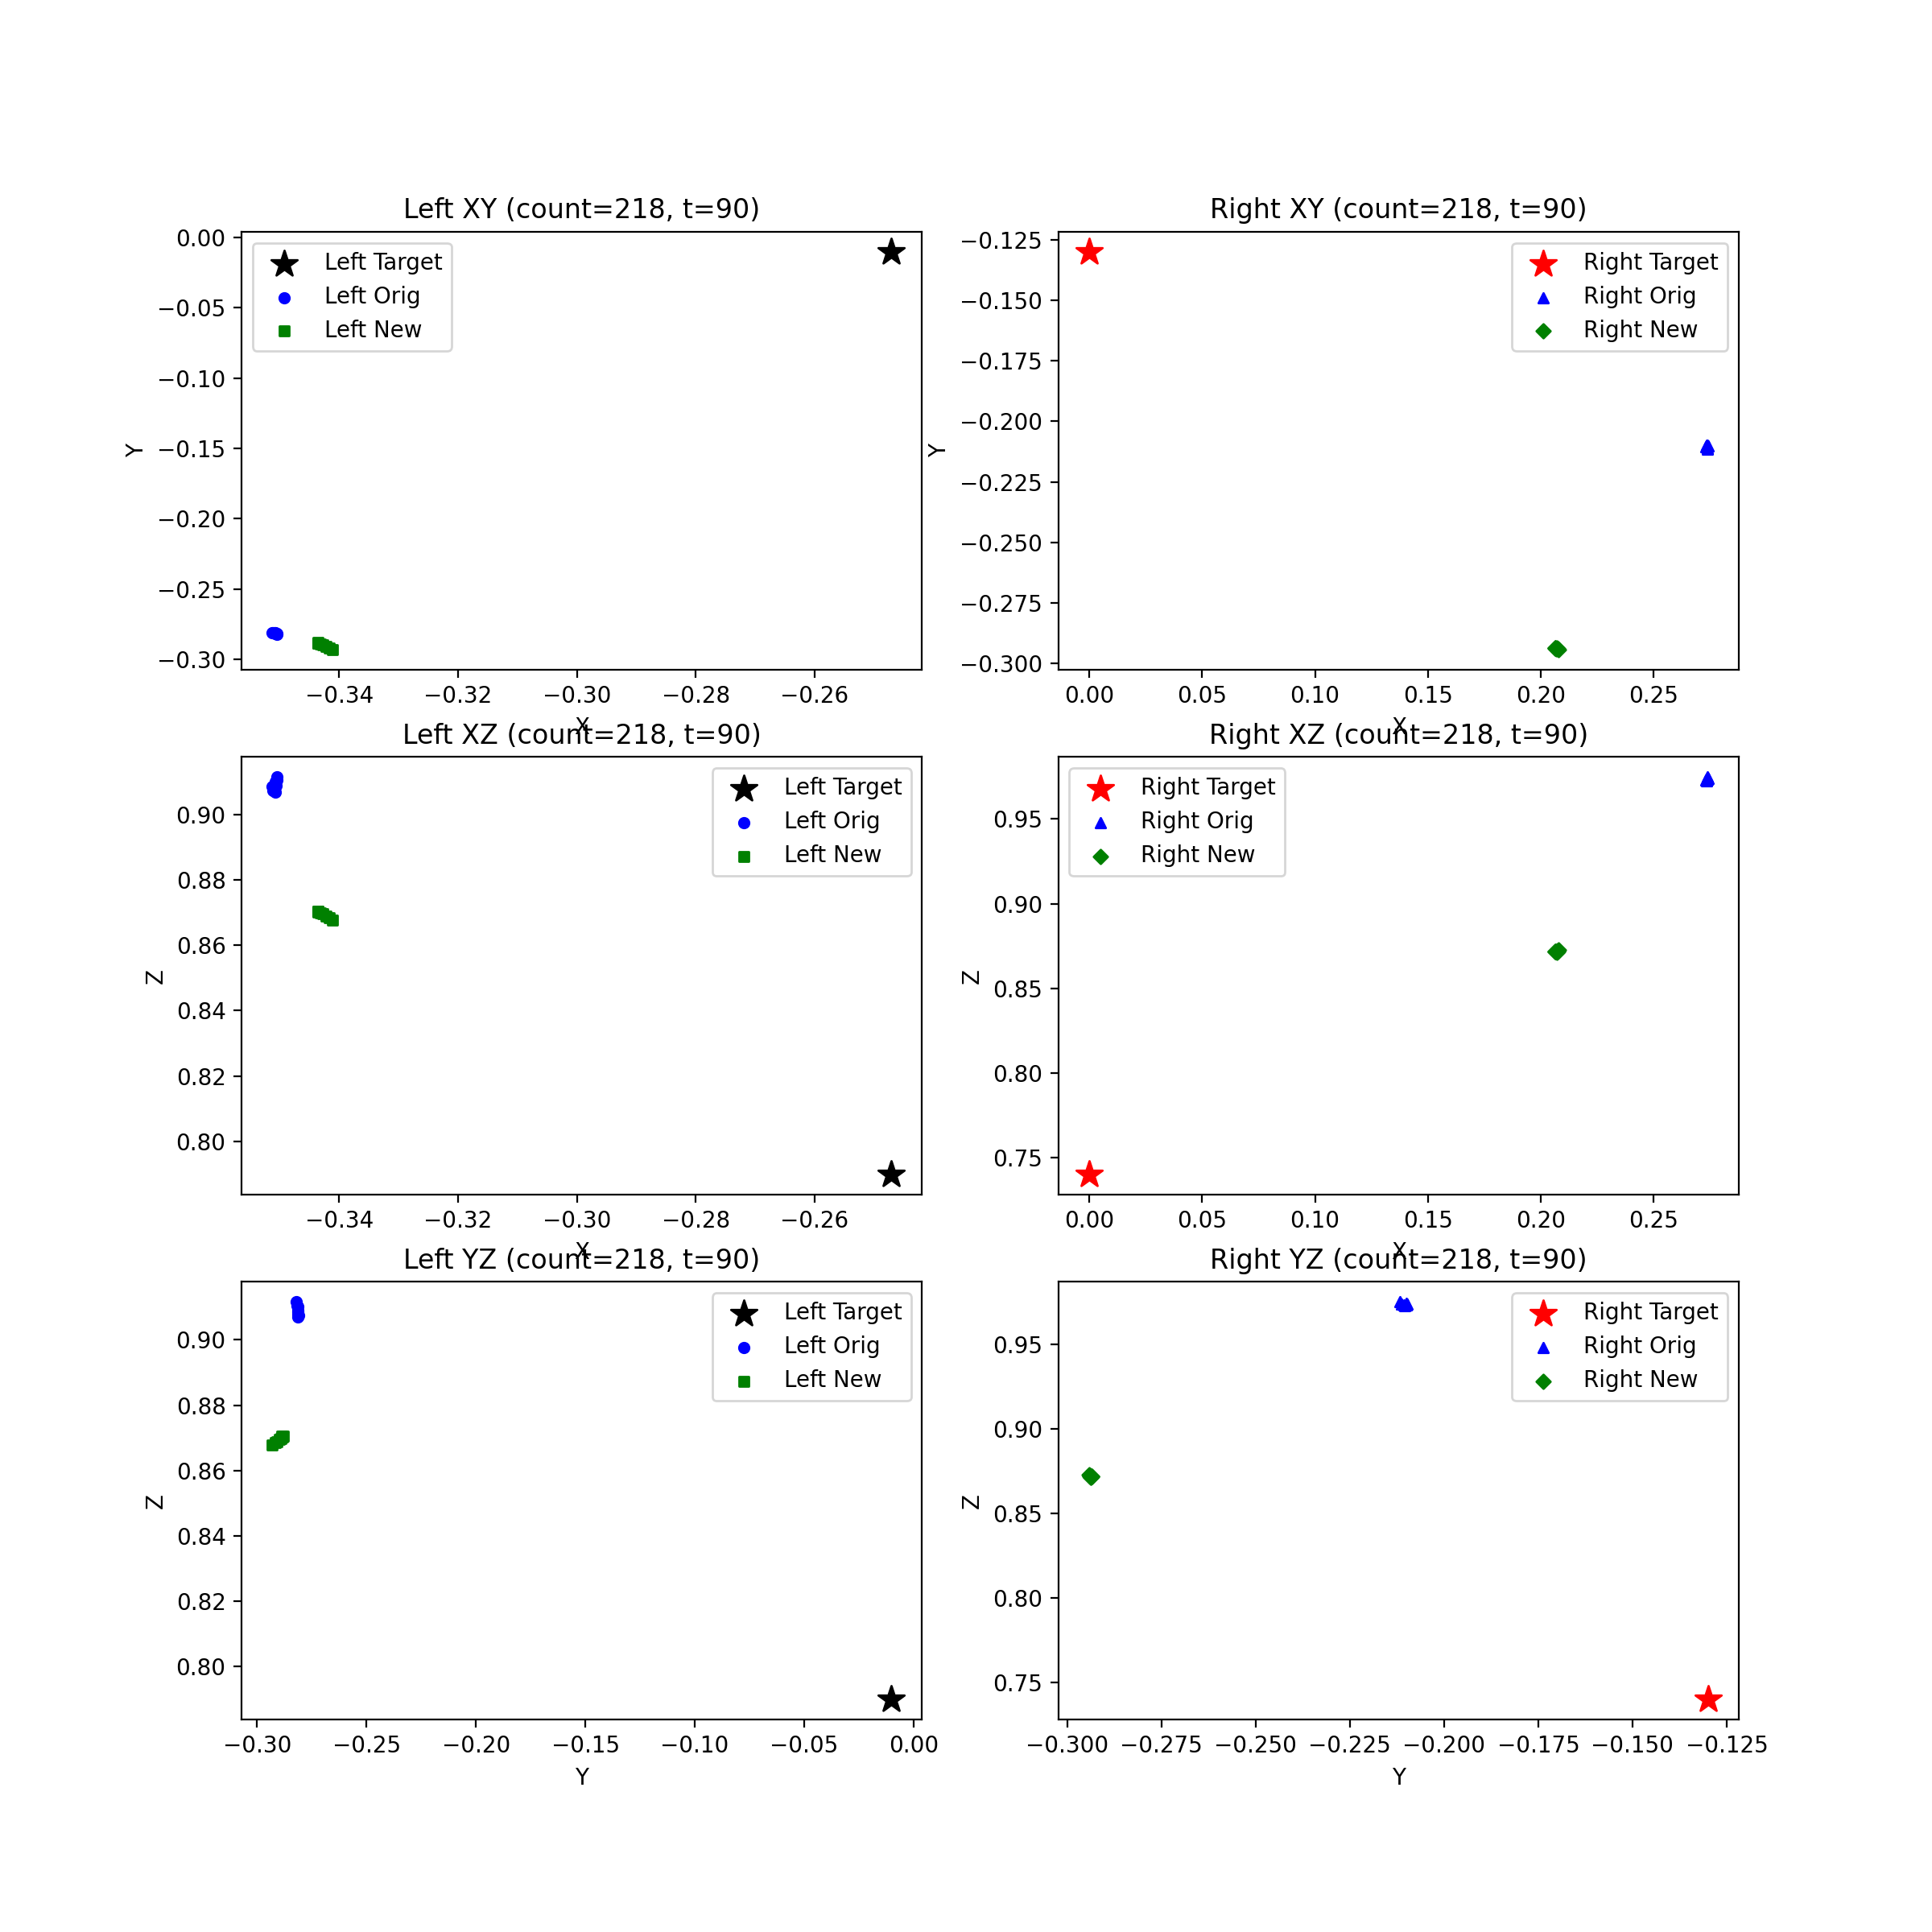 Left XY (count=218, t=90)
0.00
−0.05
−0.10
−0.15
−0.20
−0.25
−0.30
Y
Left Target
Left Orig
Left New
−0.34 −0.32 −0.30 −0.28 −0.26
X
Right XY (count=218, t=90)
−0.125
−0.150
−0.175
−0.200
−0.225
−0.250
−0.275
−0.300
Y
Right Target
Right Orig
Right New
0.00 0.05 0.10 0.15 0.20 0.25
X
Left XZ (count=218, t=90)
0.90
0.88
0.86
0.84
0.82
0.80
Z
Left Target
Left Orig
Left New
−0.34 −0.32 −0.30 −0.28 −0.26
X
Right XZ (count=218, t=90)
0.95
0.90
0.85
0.80
0.75
Z
Right Target
Right Orig
Right New
0.00 0.05 0.10 0.15 0.20 0.25
X
Left YZ (count=218, t=90)
0.90
0.88
0.86
0.84
0.82
0.80
Z
Left Target
Left Orig
Left New
−0.30 −0.25 −0.20 −0.15 −0.10 −0.05 0.00
Y
Right YZ (count=218, t=90)
0.95
0.90
0.85
0.80
0.75
Z
Right Target
Right Orig
Right New
−0.300 −0.275 −0.250 −0.225 −0.200 −0.175 −0.150 −0.125
Y